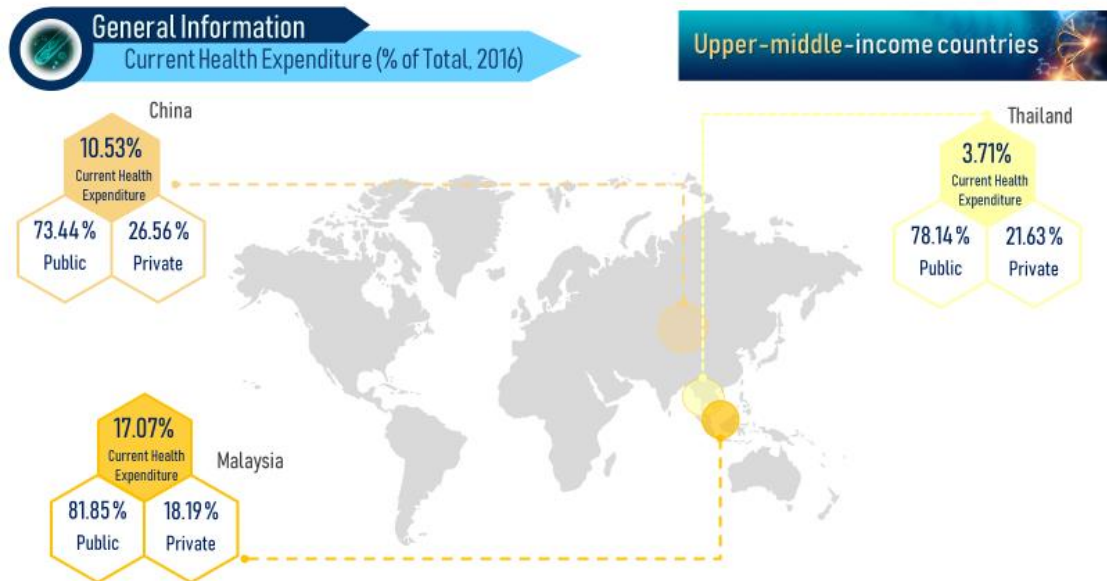 General Information
Current Health Expenditure (% of Total, 2016)
Upper-middle-income countries
China
10.53%
Current Health
Expenditure
73.44 %
Public
26.56 %
Private
Thailand
3.71%
Current Health
Expenditure
78.14 %
Public
21.63 %
Private
Malaysia
17.07%
Current Health
Expenditure
81.85 %
Public
18.19 %
Private